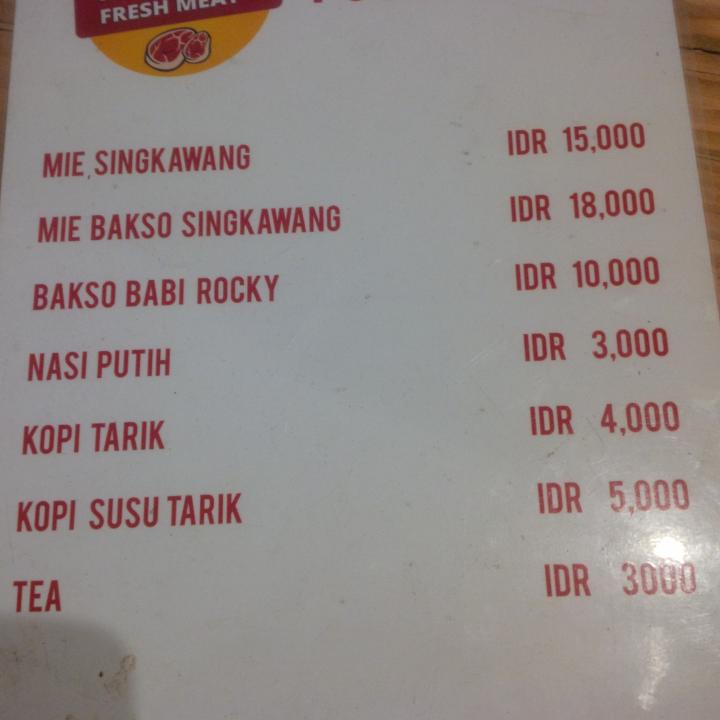 FRESH MEAT
MIE SINGKAWANG IDR 15,000
MIE BAKSO SINGKAWANG IDR 18,000
BAKSO BABI ROCKY IDR 10,000
NASI PUTIH IDR 3,000
KOPI TARIK IDR 4,000
KOPI SUSU TARIK IDR 5,000
TEA IDR 3000